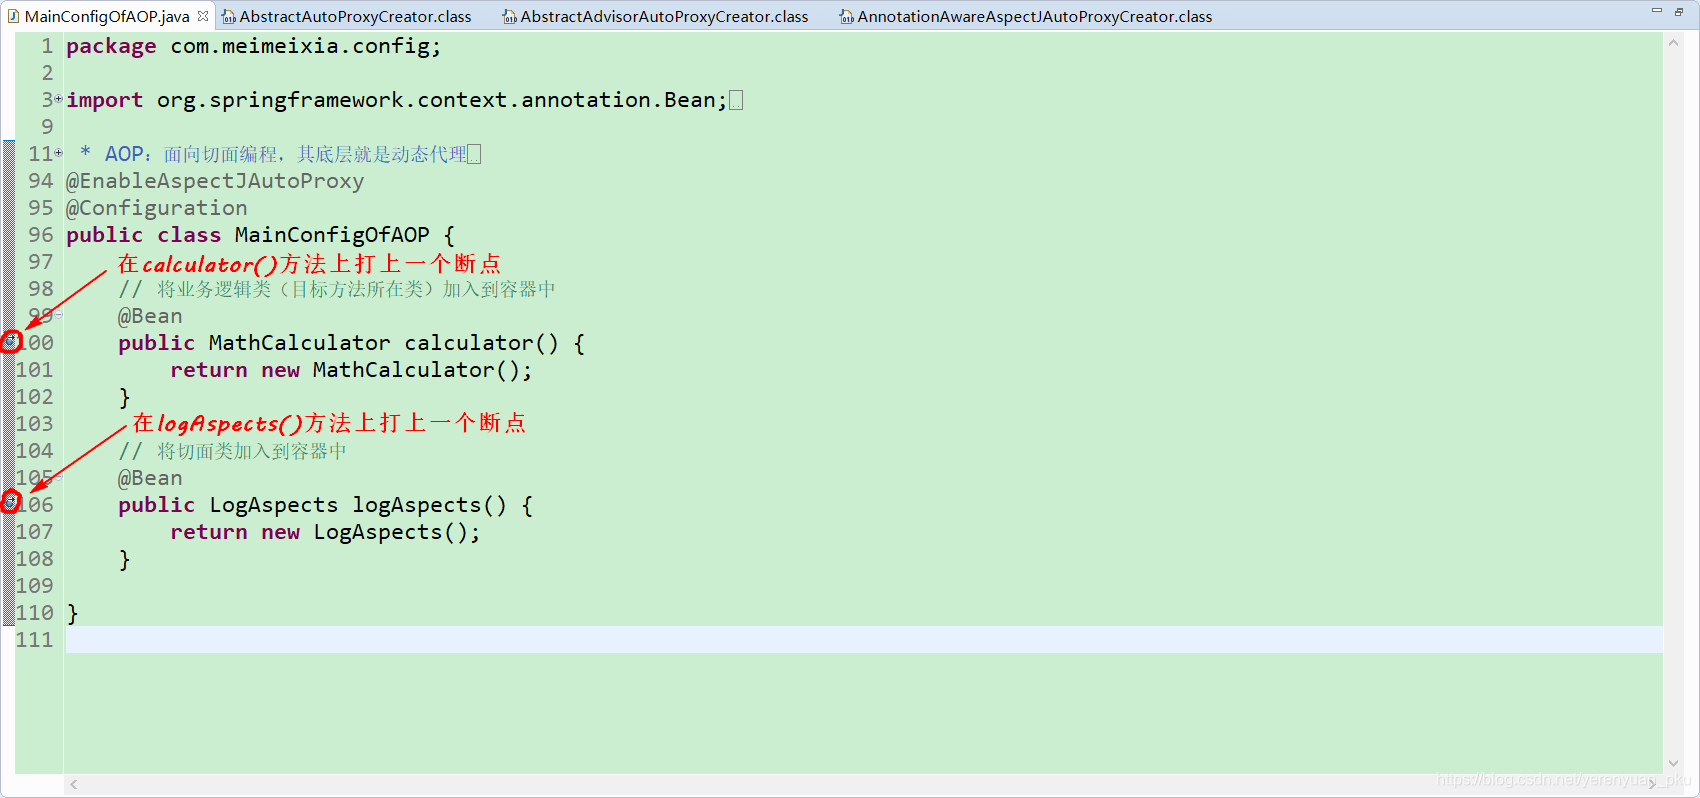 MainConfigOfAOP.java AbstractAutoProxyCreator.class AbstractAdvisorAutoProxyCreator.class AnnotationAwareAspectJAutoProxyCreator.class
1 package com.meimeixia.config;
2
3 import org.springframework.context.annotation.Bean;
9
11 * AOP：面向切面编程，其底层就是动态代理
94 @EnableAspectJAutoProxy
95 @Configuration
96 public class MainConfigOfAOP {
97 在calculator()方法上打上一个断点
98 // 将业务逻辑类（目标方法所在类）加入到容器中
99 @Bean
100 public MathCalculator calculator() {
101 return new MathCalculator();
102 }
103 在logAspects()方法上打上一个断点
104 // 将切面类加入到容器中
105 @Bean
106 public LogAspects logAspects() {
107 return new LogAspects();
108 }
109
110 }
111
https://blog.csdn.net/yerenyuan_pku